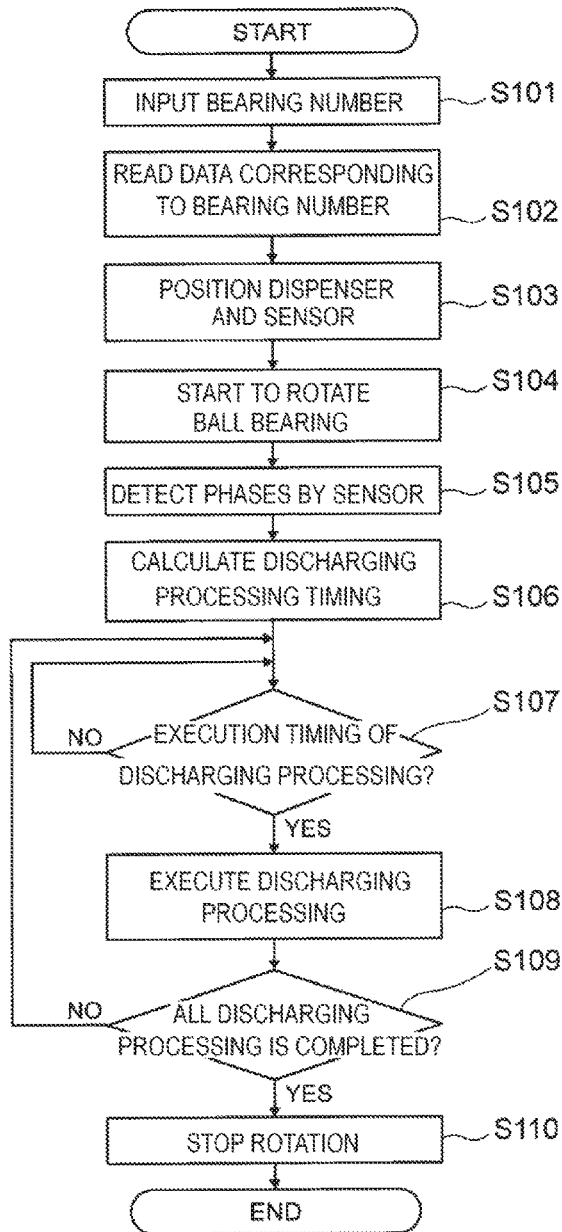 START
INPUT BEARING NUMBER
S101
READ DATA CORRESPONDING
TO BEARING NUMBER
S102
POSITION DISPENSER
AND SENSOR
S103
START TO ROTATE
BALL BEARING
S104
DETECT PHASES BY SENSOR
S105
CALCULATE DISCHARGING
PROCESSING TIMING
S106
EXECUTION TIMING OF
DISCHARGING PROCESSING?
S107
NO
YES
EXECUTE DISCHARGING
PROCESSING
S108
ALL DISCHARGING
PROCESSING IS COMPLETED?
S109
NO
YES
STOP ROTATION
S110
END